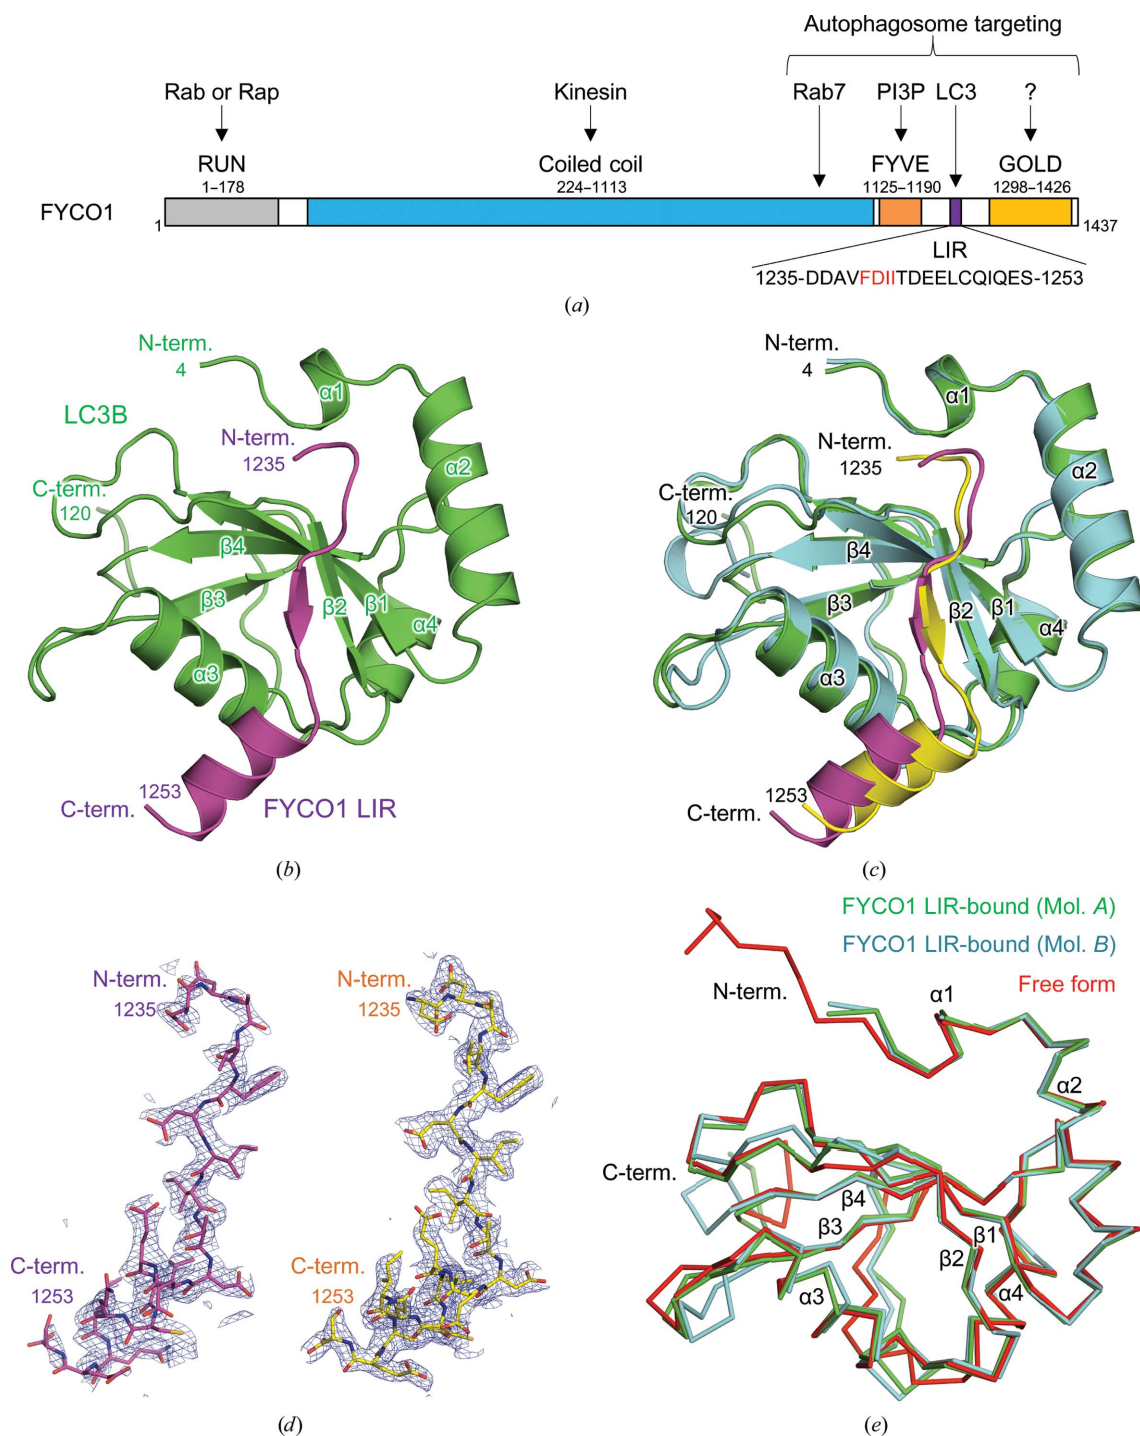 Autophagosome targeting
Rab or Rap
Kinesin
Rab7
PI3P
LC3
?
RUN
1–178
Coiled coil
224–1113
FYVE
1125–1190
GOLD
1298–1426
FYCO1
1
1437
LIR
1235-DDAVFDIITDEELCQIQES-1253
(a)
N-term.
4
α1
LC3B
N-term.
1235
α2
C-term.
120
β4
β3
β2
β1
α4
α3
1253
C-term.
FYCO1 LIR
(b)
N-term.
4
α1
N-term.
1235
α2
C-term.
120
β4
β3
β2
β1
α4
α3
1253
C-term.
(c)
N-term.
1235
C-term.
1253
N-term.
1235
C-term.
1253
(d)
FYCO1 LIR-bound (Mol. A)
FYCO1 LIR-bound (Mol. B)
Free form
N-term.
α1
α2
C-term.
β4
β3
β1
β2
α4
α3
(e)